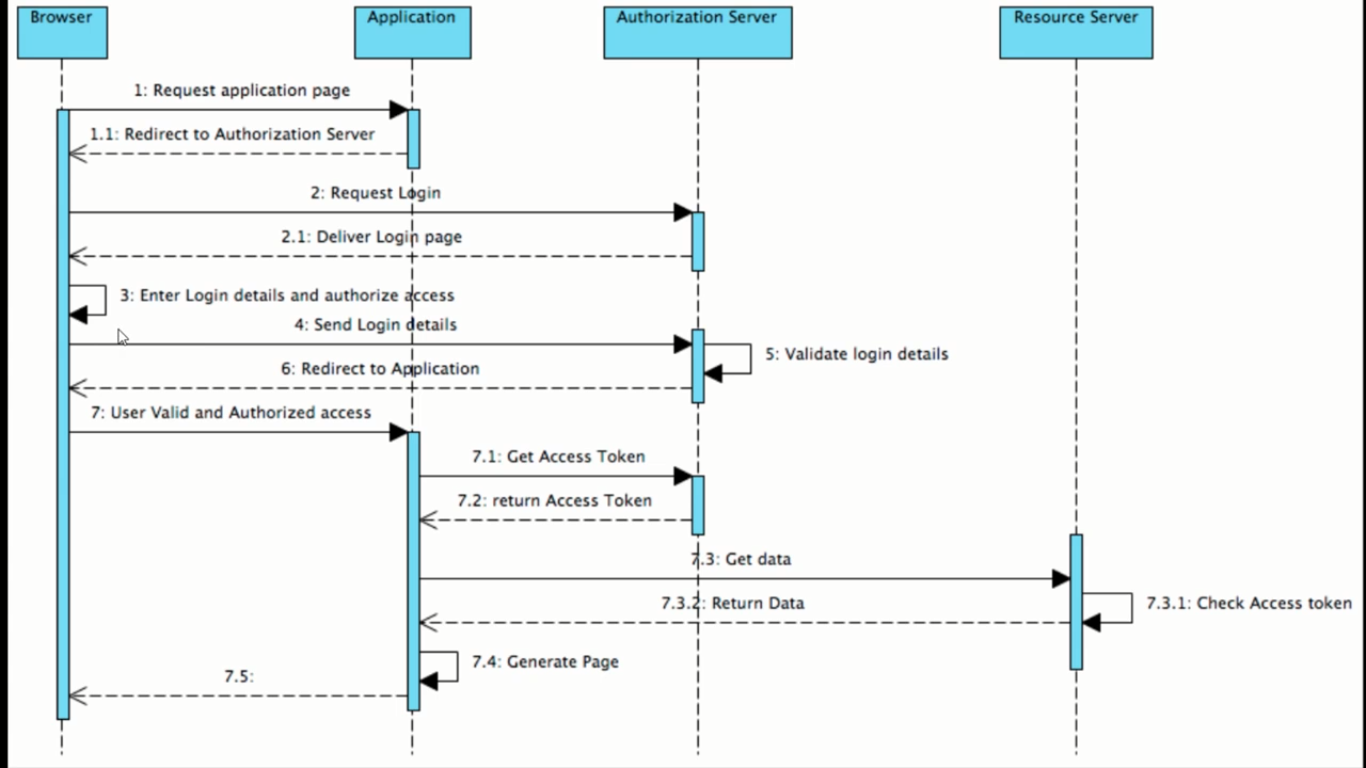 Browser
Application
Authorization Server
Resource Server
1: Request application page
1.1: Redirect to Authorization Server
2: Request Login
2.1: Deliver Login page
3: Enter Login details and authorize access
4: Send Login details
5: Validate login details
6: Redirect to Application
7: User Valid and Authorized access
7.1: Get Access Token
7.2: return Access Token
7.3: Get data
7.3.2: Return Data
7.3.1: Check Access token
7.4: Generate Page
7.5: